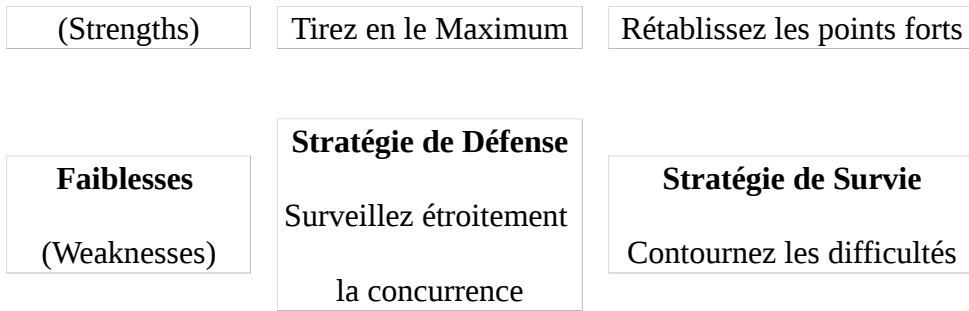 (Strengths) Tirez en le Maximum Rétablissez les points forts
Stratégie de Défense
Faiblesses Stratégie de Survie
Surveillez étroitement
(Weaknesses) Contournez les difficultés
la concurrence